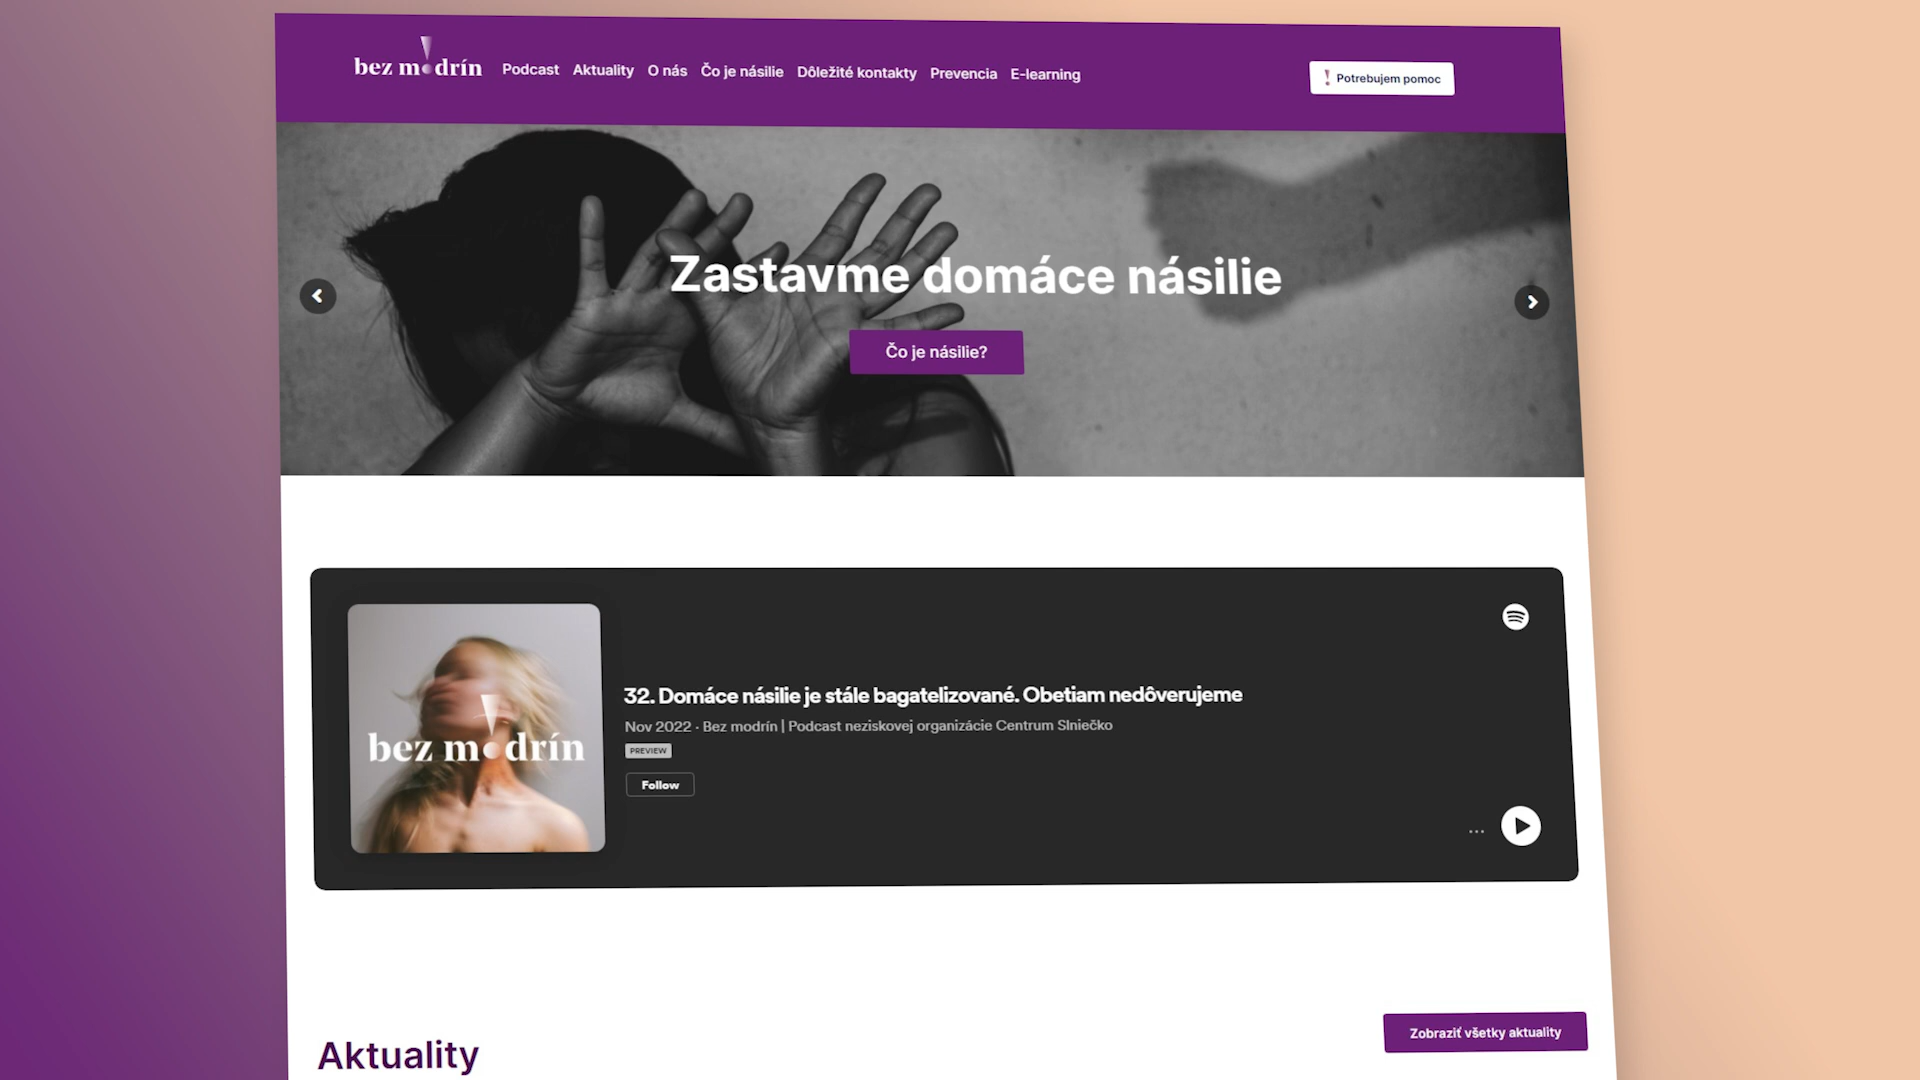 bez modrín
Podcast Aktuality O nás Čo je násilie Dôležité kontakty Prevencia E-learning
Potrebujem pomoc
Zastavme domáce násilie
Čo je násilie?
bez modrín
32. Domáce násilie je stále bagatelizované. Obetiam nedôverujeme
Nov 2022 · Bez modrín | Podcast neziskovej organizácie Centrum Slniečko
PREVIEW
Follow
Aktuality
Zobraziť všetky aktuality